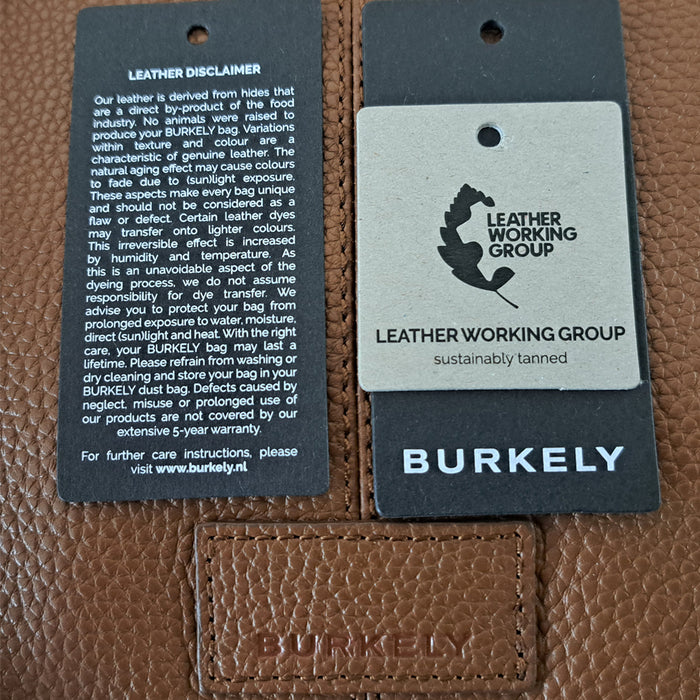 LEATHER DISCLAIMER
Our leather is derived from hides that
are a direct by-product of the food
industry. No animals were raised to
produce your BURKELY bag. Variations
within texture and colour are a
characteristic of genuine leather. The
natural aging effect may cause colours
to fade due to (sun)light exposure.
These aspects make every bag unique
and should not be considered as a
flaw or defect. Certain leather dyes
may transfer onto lighter colours.
This irreversible effect is increased
by humidity and temperature. As
this is an unavoidable aspect of the
dyeing process, we do not assume
responsibility for dye transfer. We
advise you to protect your bag from
prolonged exposure to water, moisture,
direct (sun)light and heat. With the right
care, your BURKELY bag may last a
lifetime. Please refrain from washing or
dry cleaning and store your bag in your
BURKELY dust bag. Defects caused by
neglect, misuse or prolonged use of
our products are not covered by our
extensive 5-year warranty.
For further care instructions, please
visit www.burkely.nl
LEATHER
WORKING
GROUP
LEATHER WORKING GROUP
sustainably tanned
BURKELY
BURKELY